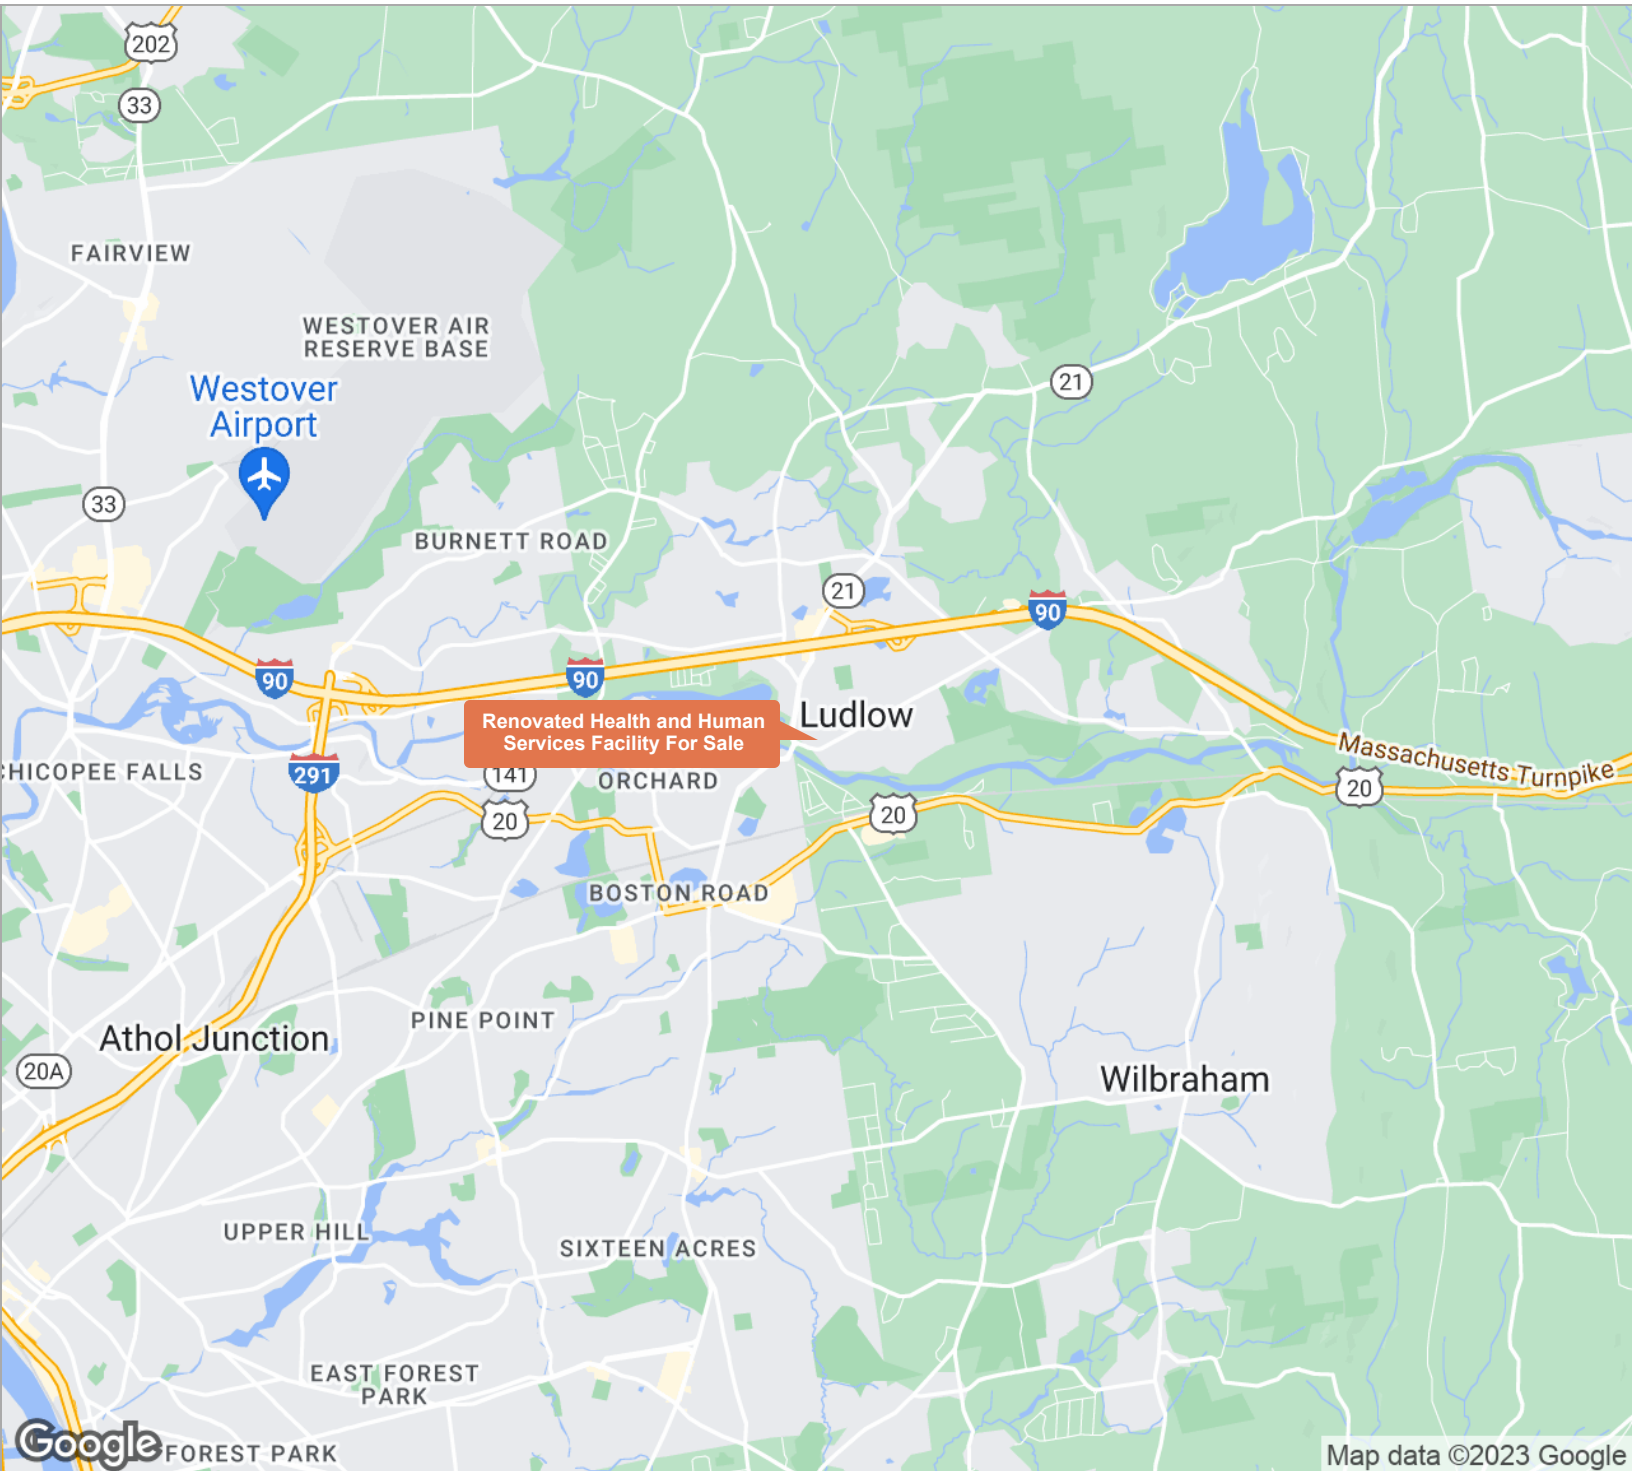 202
33
FAIRVIEW
WESTOVER AIR
RESERVE BASE
Westover
Airport
21
33
BURNETT ROAD
21
90
90
90
Renovated Health and Human
Services Facility For Sale
Ludlow
Massachusetts Turnpike
CHICOPEE FALLS
291
141
ORCHARD
20
20
20
BOSTON ROAD
PINE POINT
Athol Junction
20A
Wilbraham
UPPER HILL
SIXTEEN ACRES
EAST FOREST
PARK
Google
FOREST PARK
Map data ©2023 Google